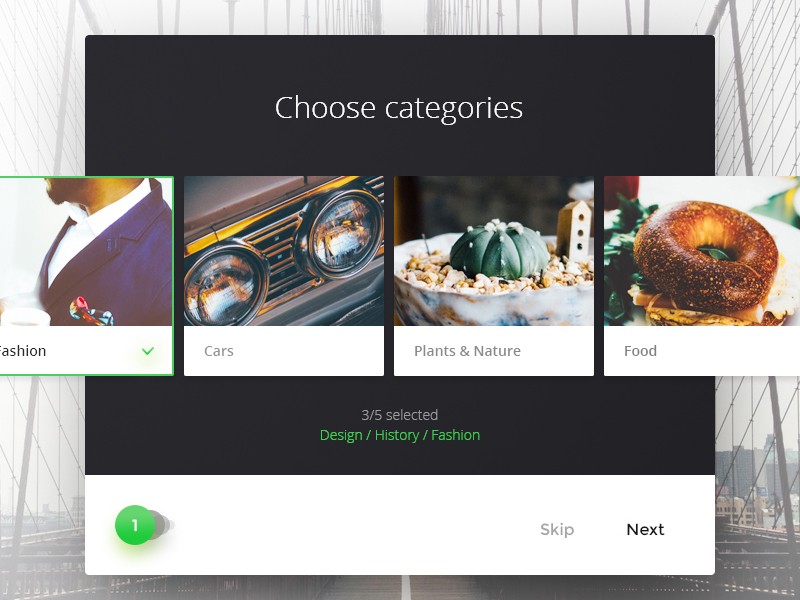 Choose categories
Fashion
Cars
Plants & Nature
Food
3/5 selected
Design / History / Fashion
1
Skip
Next